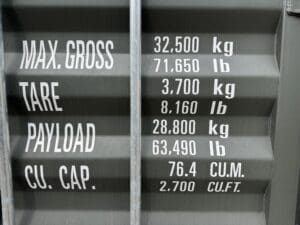 MAX. GROSS 32,500 kg
71,650 lb
TARE 3,700 kg
8,160 lb
PAYLOAD 28,800 kg
63,490 lb
CU. CAP. 76.4 CU.M.
2,700 CU.FT.